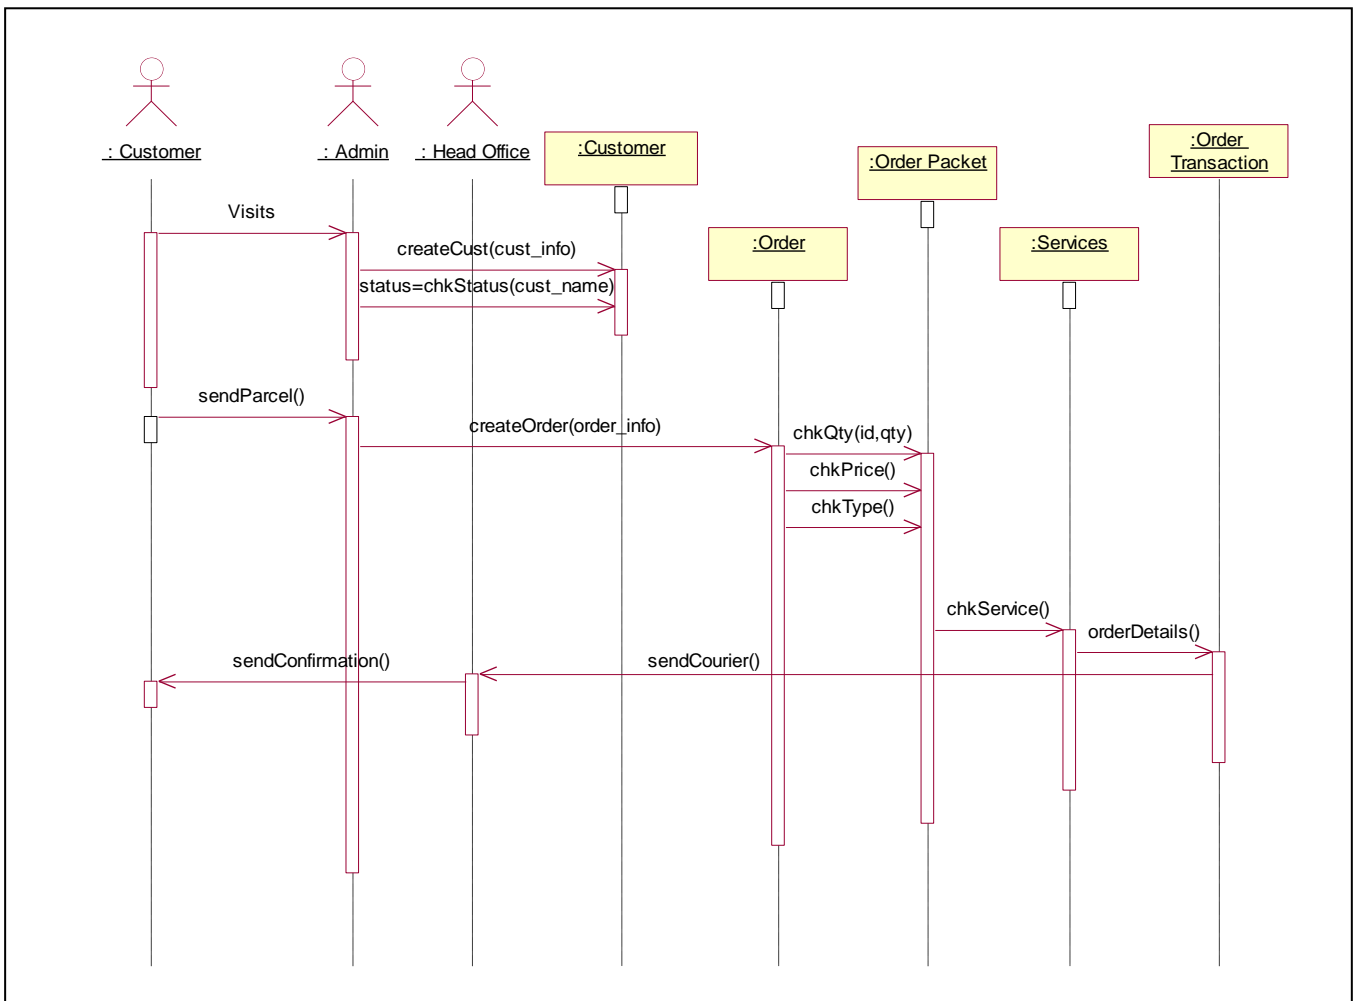 : Customer
: Admin
: Head Office
:Customer
:Order Packet
:Order
Transaction
:Order
:Services
Visits
createCust(cust_info)
status=chkStatus(cust_name)
sendParcel()
createOrder(order_info)
chkQty(id,qty)
chkPrice()
chkType()
chkService()
orderDetails()
sendCourier()
sendConfirmation()